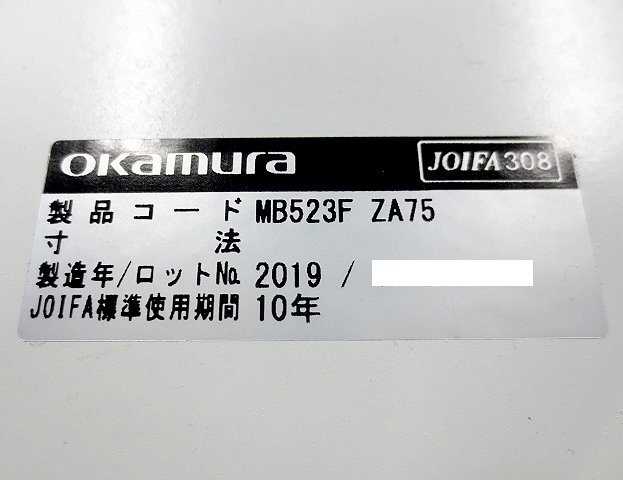 okamura JOIFA308
製品コード MB523F ZA75
寸法
製造年/ロット№ 2019 /
JOIFA標準使用期間 10年